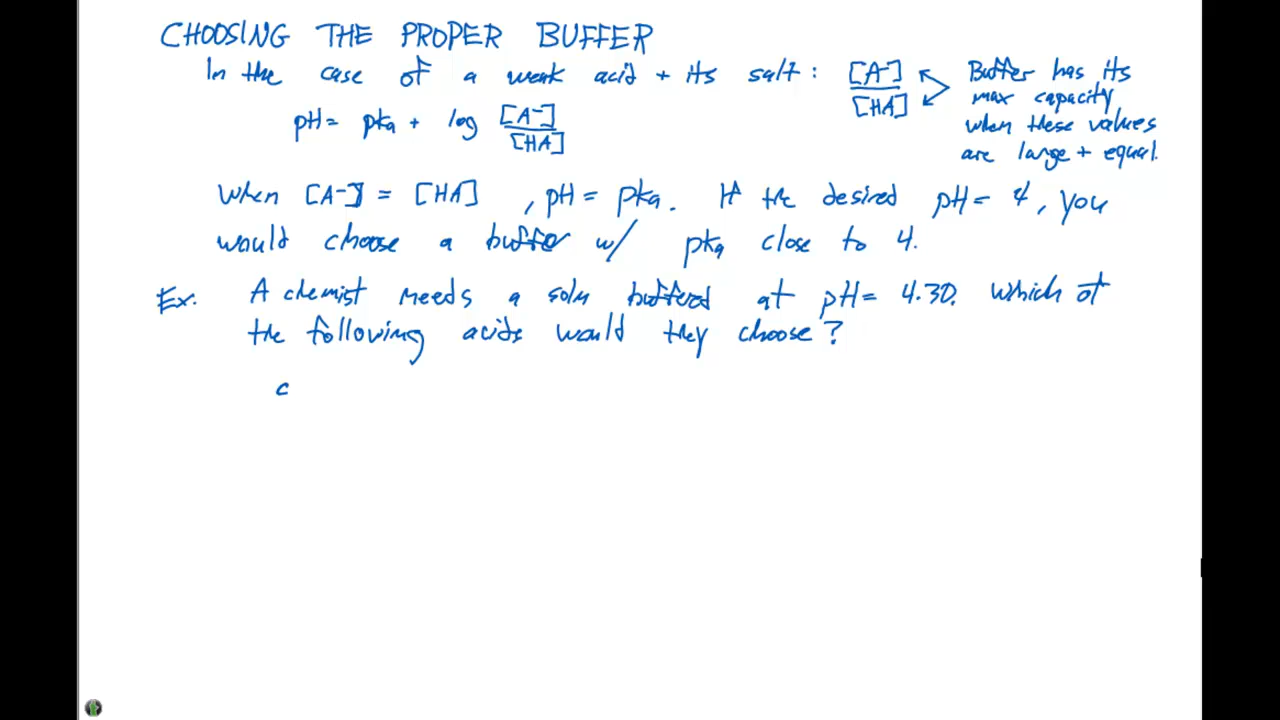 CHOOSING THE PROPER BUFFER
In the case of a weak acid + its salt : [A-]/[HA]
Buffer has its
max capacity
when these values
are large + equal.
pH = pka + log [A-]/[HA]
When [A-] = [HA] , pH = pka. If the desired pH = 4, you
would choose a buffer w/ pka close to 4.
Ex. A chemist needs a soln buffered at pH = 4.30. Which of
the following acids would they choose?
c